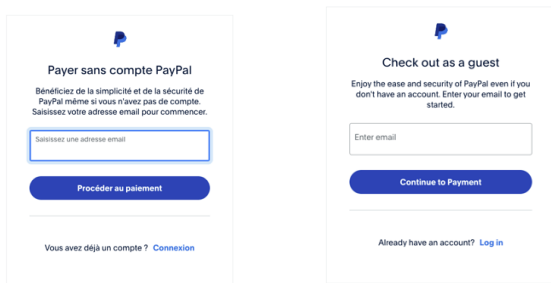 Payer sans compte PayPal
Bénéficiez de la simplicité et de la sécurité de
PayPal même si vous n'avez pas de compte.
Saisissez votre adresse email pour commencer.
Saisissez une adresse email
Procéder au paiement
Vous avez déjà un compte ? Connexion
Check out as a guest
Enjoy the ease and security of PayPal even if you
don't have an account. Enter your email to get
started.
Enter email
Continue to Payment
Already have an account? Log in